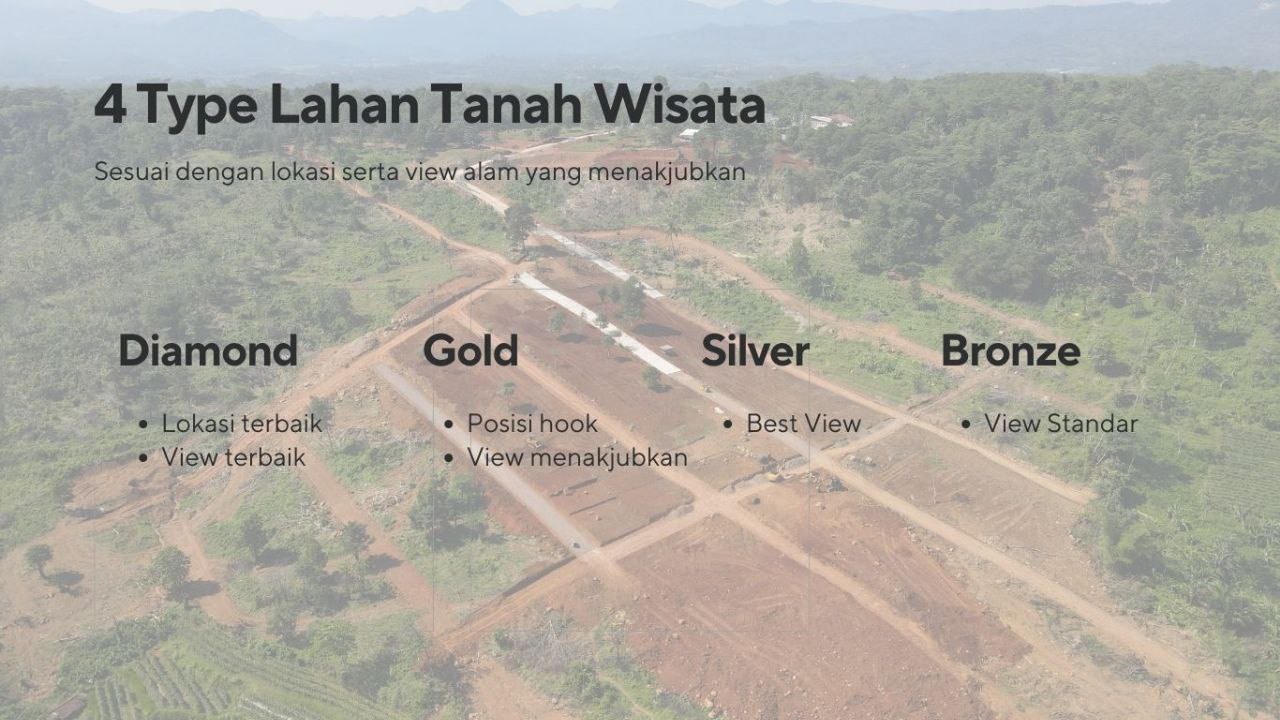 4 Type Lahan Tanah Wisata
Sesuai dengan lokasi serta view alam yang menakjubkan
Diamond
• Lokasi terbaik
• View terbaik
Gold
• Posisi hook
• View menakjubkan
Silver
• Best View
Bronze
• View Standar